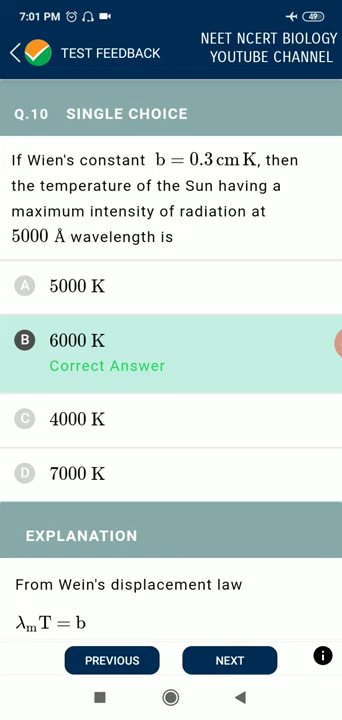 7:01 PM
49
TEST FEEDBACK
NEET NCERT BIOLOGY
YOUTUBE CHANNEL
Q.10 SINGLE CHOICE
If Wien's constant b = 0.3 cm K, then
the temperature of the Sun having a
maximum intensity of radiation at
5000 Å wavelength is
A 5000 K
B 6000 K
Correct Answer
C 4000 K
D 7000 K
EXPLANATION
From Wein's displacement law
λₘT = b
PREVIOUS
NEXT
i